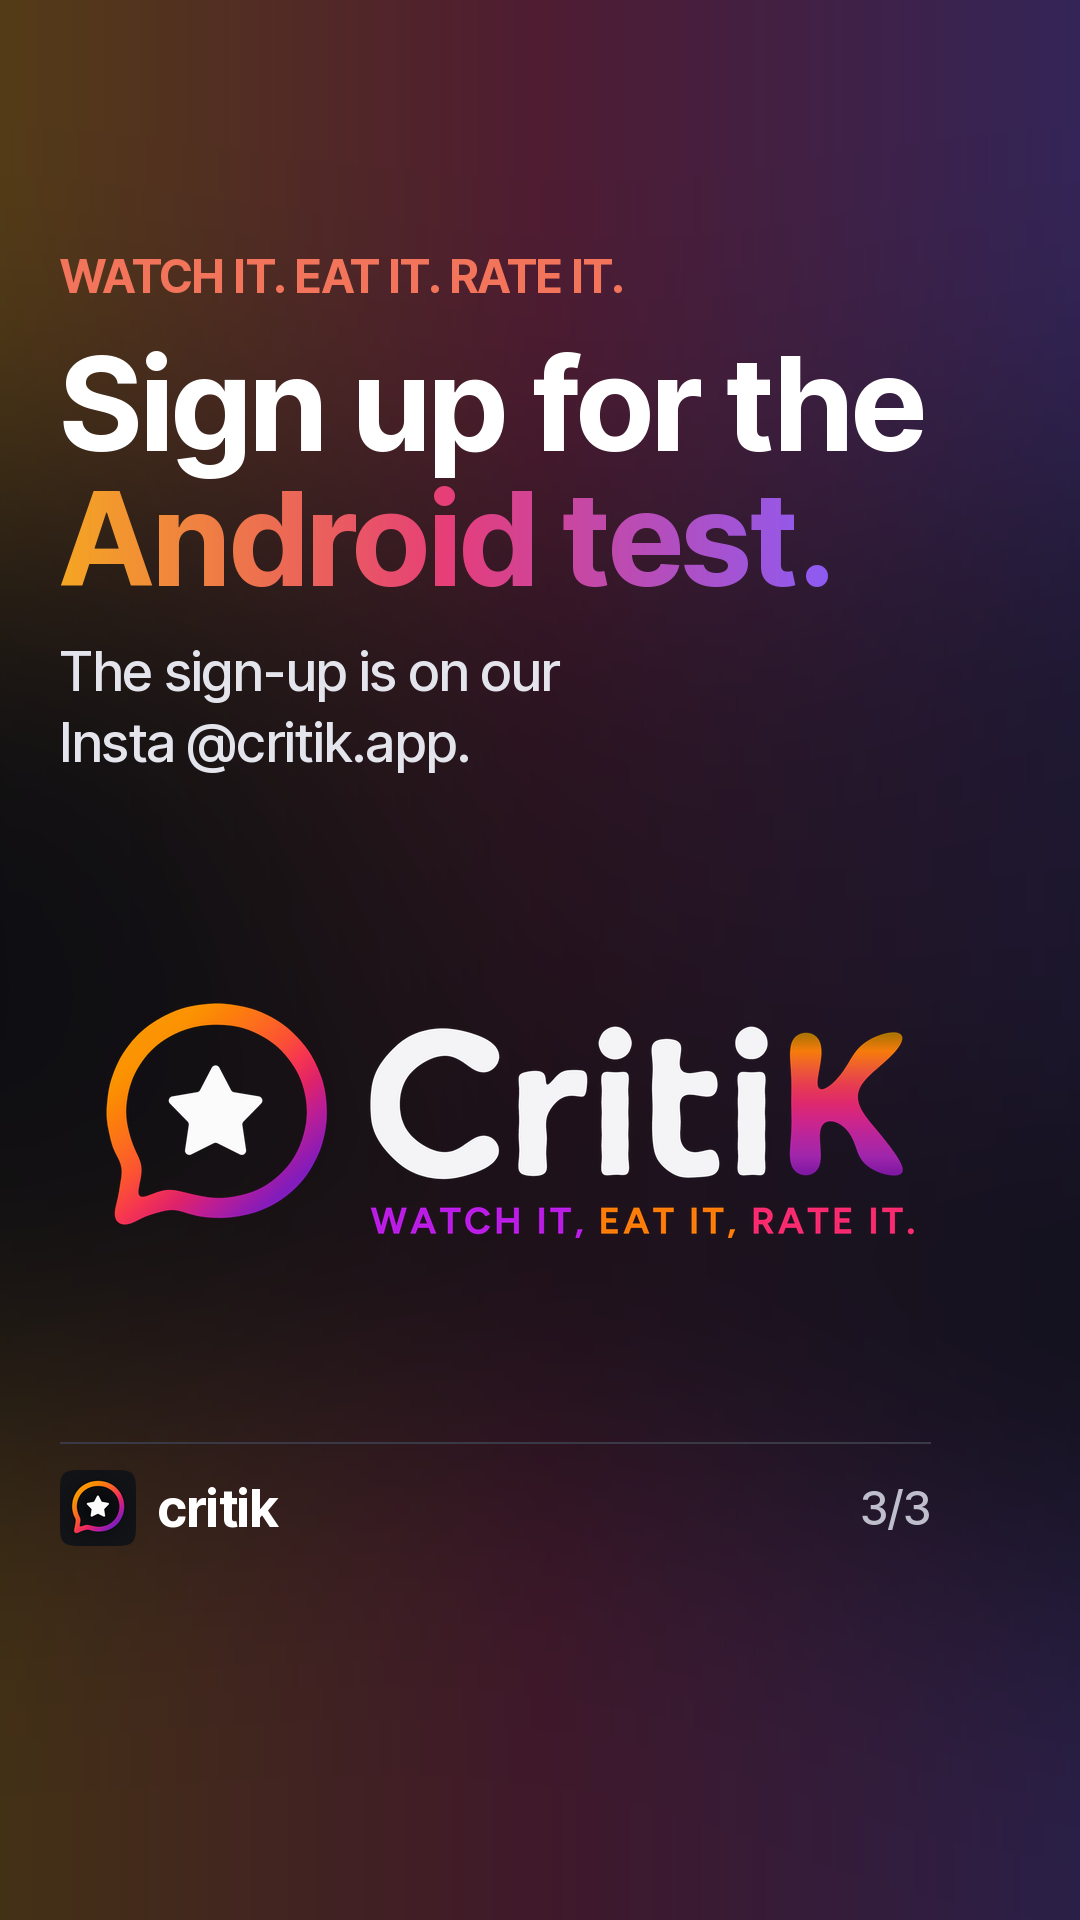 WATCH IT. EAT IT. RATE IT.
Sign up for the
Android test.
The sign-up is on our
Insta @critik.app.
CritiK
WATCH IT, EAT IT, RATE IT.
critik
3/3